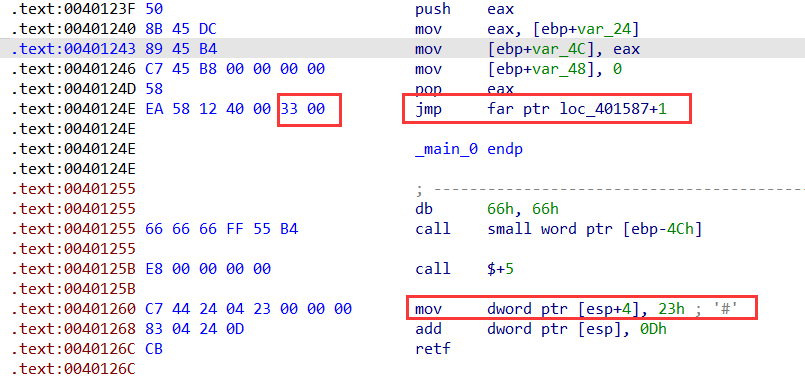 .text:0040123F 50 push eax
.text:00401240 8B 45 DC mov eax, [ebp+var_24]
.text:00401243 89 45 B4 mov [ebp+var_4C], eax
.text:00401246 C7 45 B8 00 00 00 00 mov [ebp+var_48], 0
.text:0040124D 58 pop eax
.text:0040124E EA 58 12 40 00 33 00 jmp far ptr loc_401587+1
.text:0040124E
.text:0040124E _main_0 endp
.text:0040124E
.text:00401255 ; ----------------------------------------
.text:00401255 db 66h, 66h
.text:00401255 66 66 66 FF 55 B4 call small word ptr [ebp-4Ch]
.text:00401255
.text:0040125B E8 00 00 00 00 call $+5
.text:0040125B
.text:00401260 C7 44 24 04 23 00 00 00 mov dword ptr [esp+4], 23h ; '#'
.text:00401268 83 04 24 0D add dword ptr [esp], 0Dh
.text:0040126C CB retf
.text:0040126C